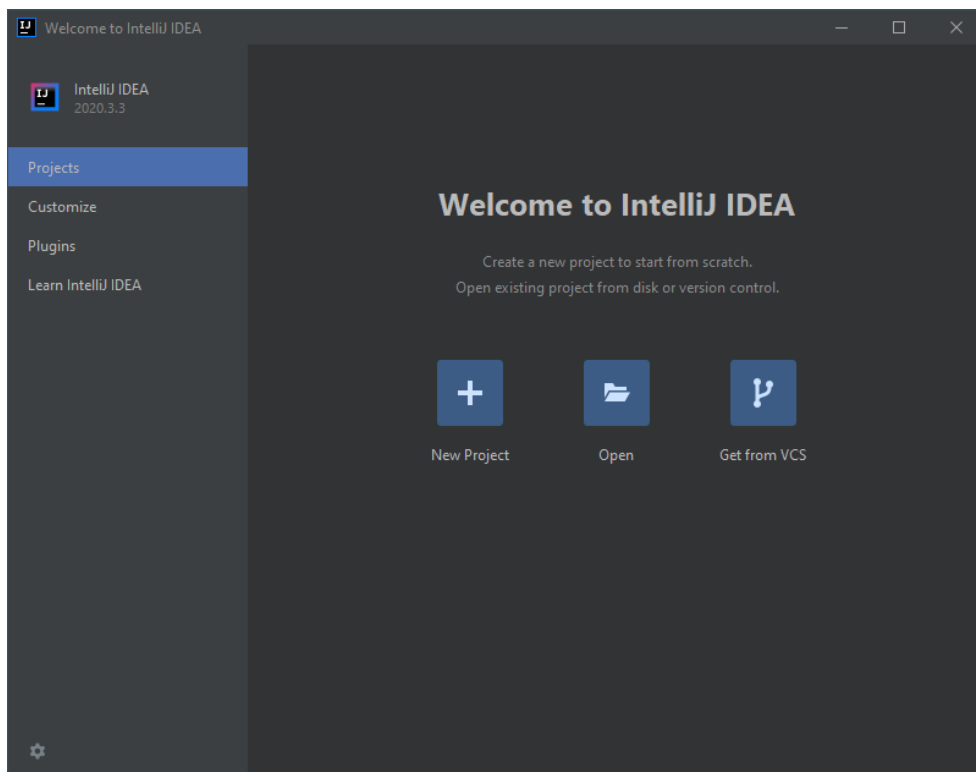 Welcome to IntelliJ IDEA
IntelliJ IDEA
2020.3.3
Projects
Customize
Plugins
Learn IntelliJ IDEA
Welcome to IntelliJ IDEA
Create a new project to start from scratch.
Open existing project from disk or version control.
New Project
Open
Get from VCS